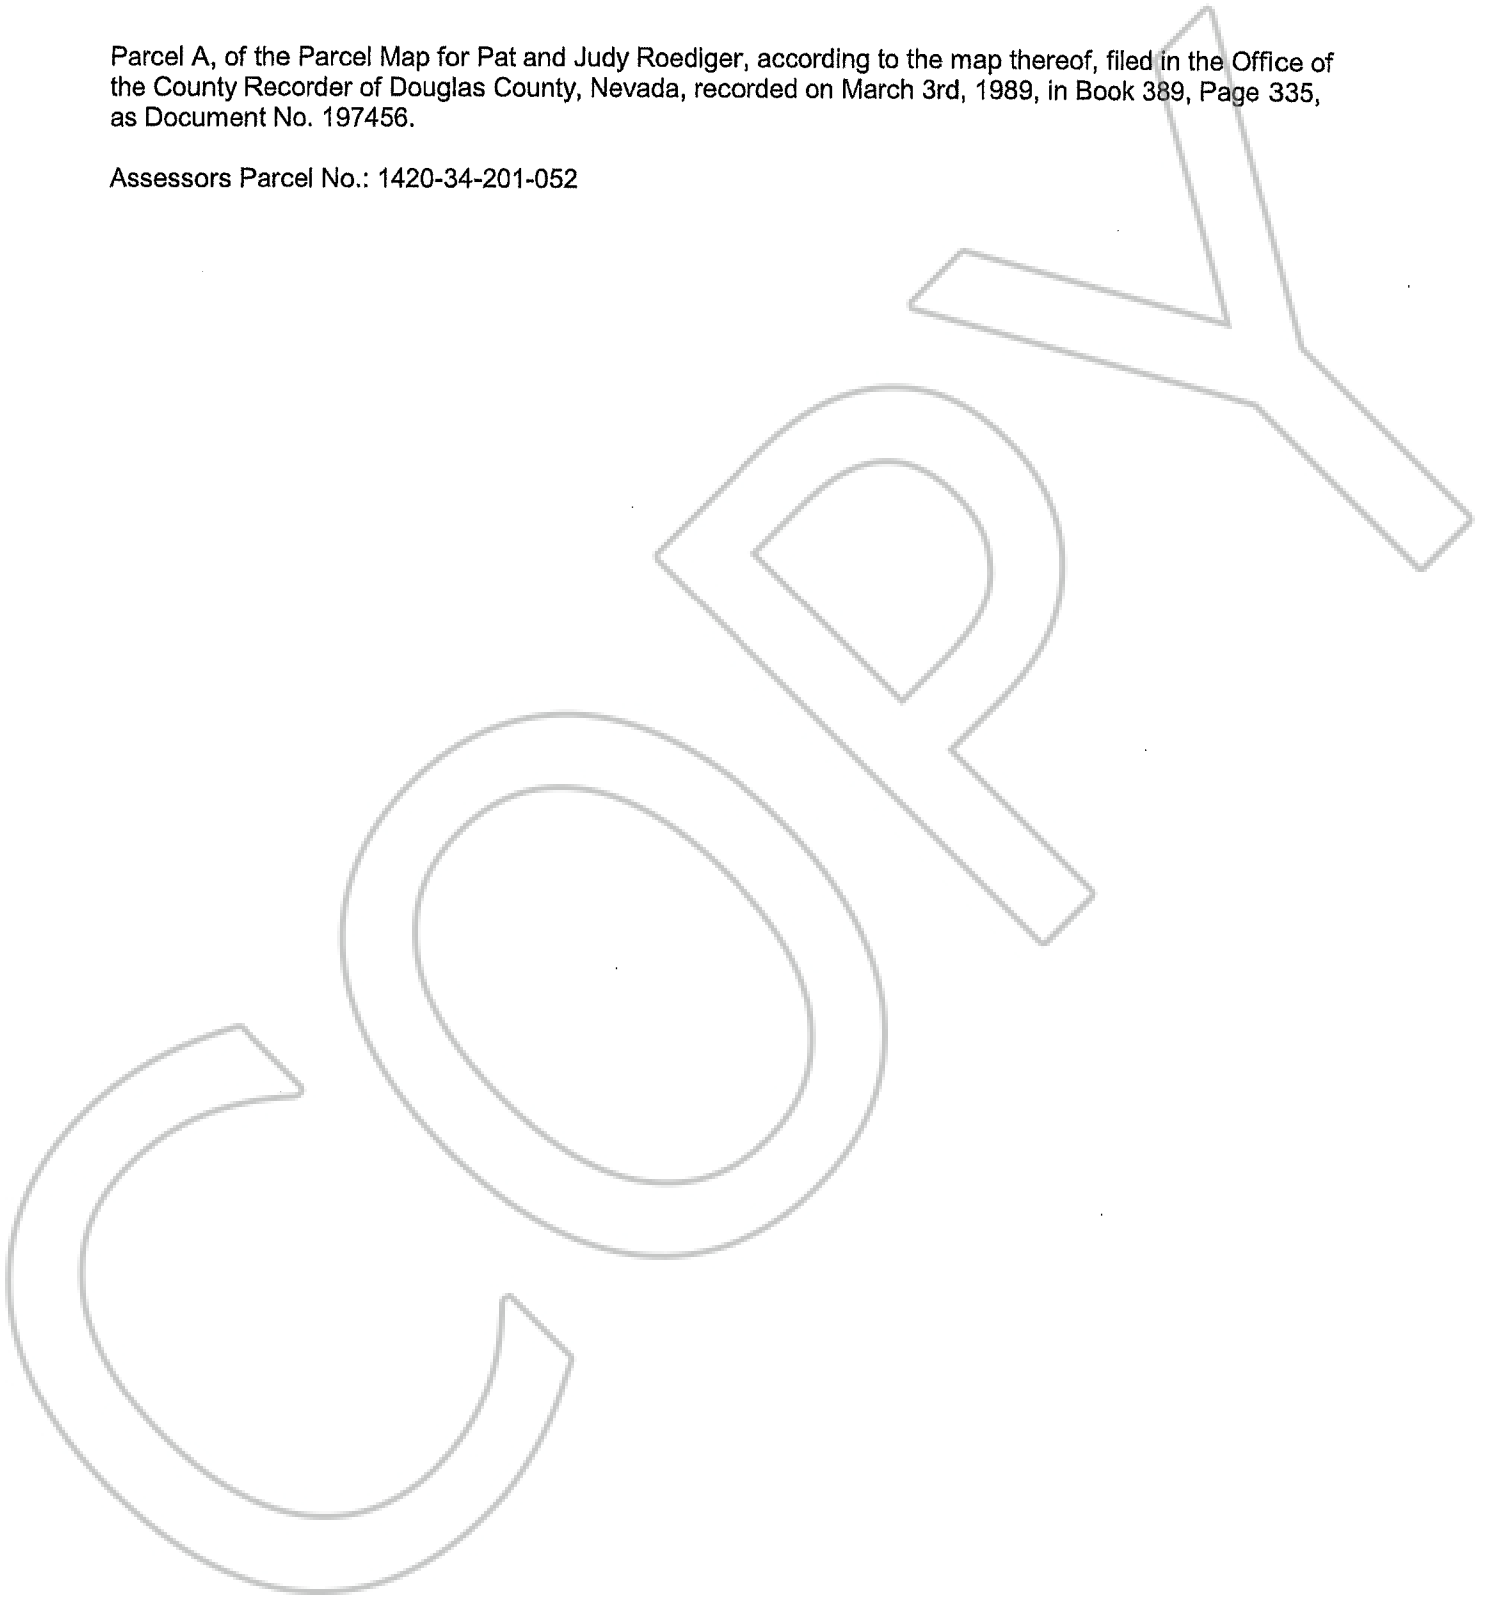 Parcel A, of the Parcel Map for Pat and Judy Roediger, according to the map thereof, filed in the Office of
the County Recorder of Douglas County, Nevada, recorded on March 3rd, 1989, in Book 389, Page 335,
as Document No. 197456.
Assessors Parcel No.: 1420-34-201-052
COPY